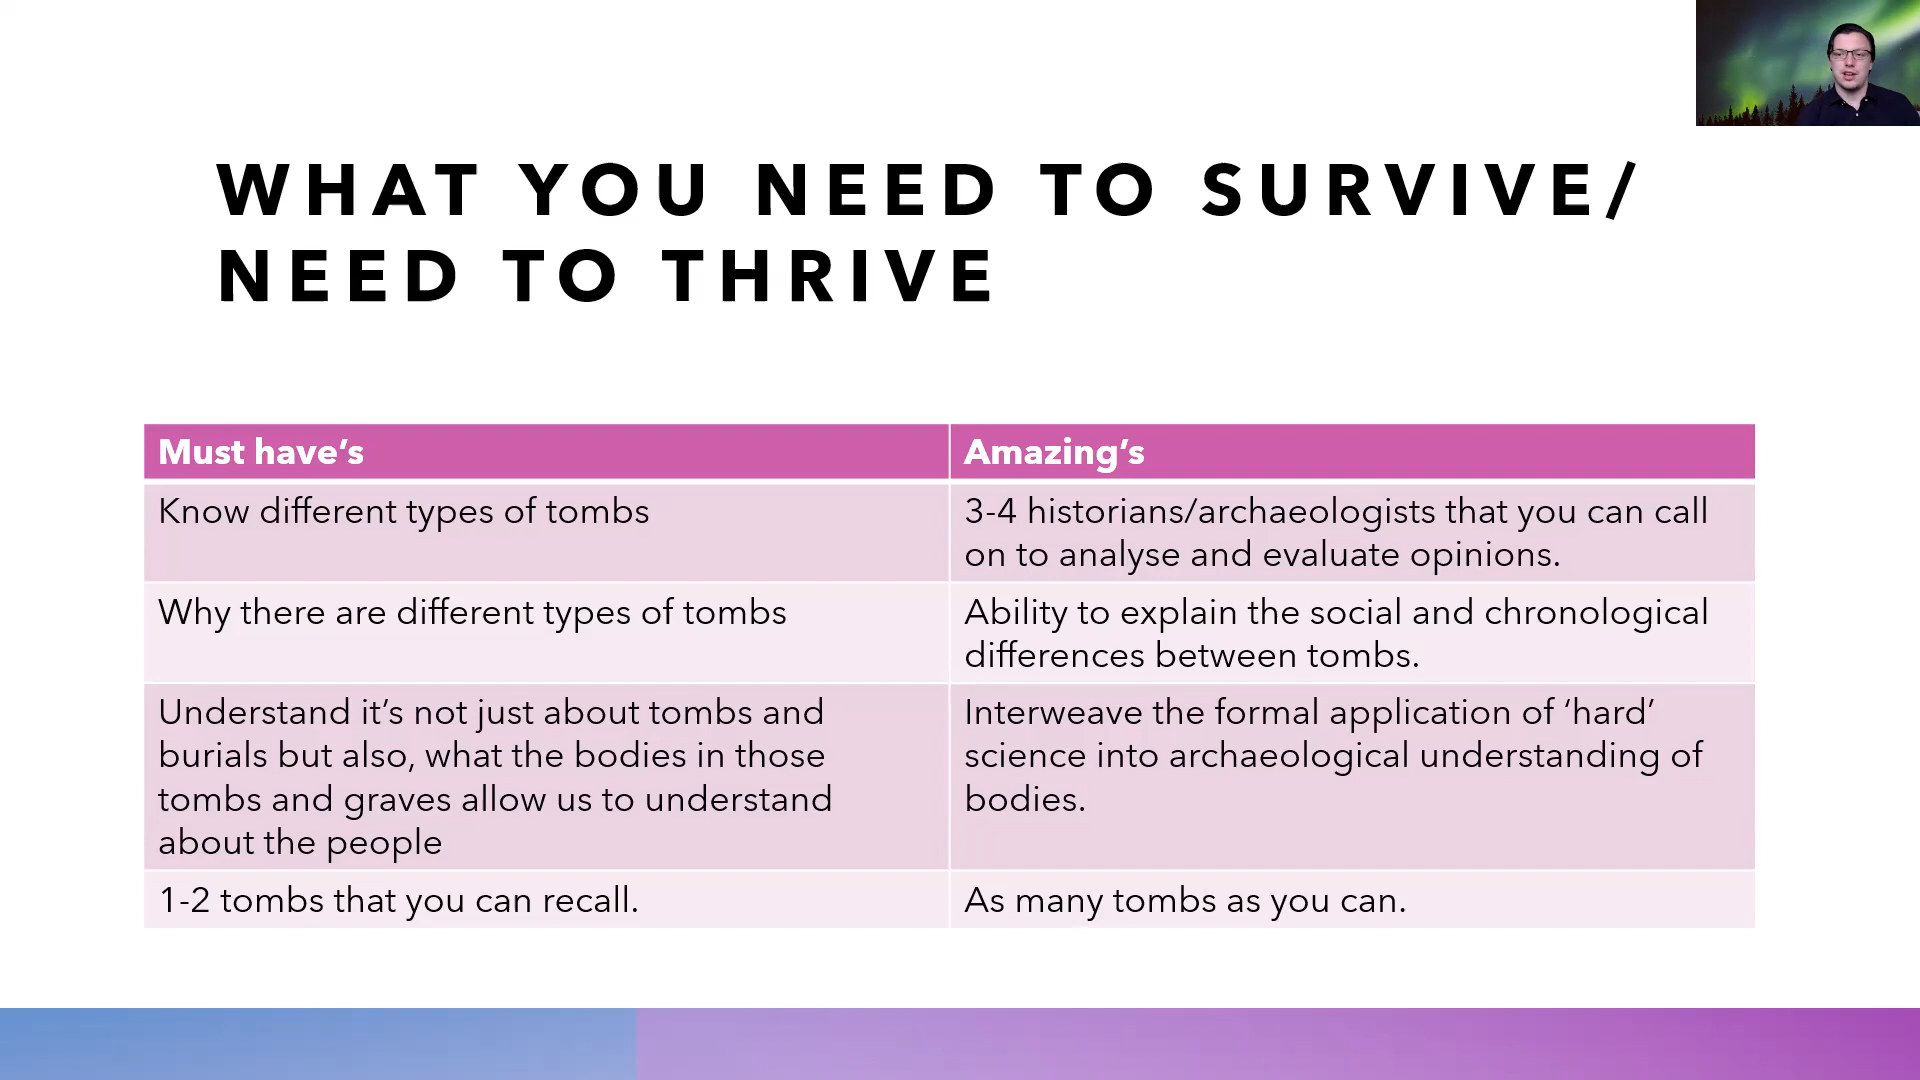 WHAT YOU NEED TO SURVIVE/
NEED TO THRIVE
Must have’s
Amazing’s
Know different types of tombs
3-4 historians/archaeologists that you can call
on to analyse and evaluate opinions.
Why there are different types of tombs
Ability to explain the social and chronological
differences between tombs.
Understand it’s not just about tombs and
burials but also, what the bodies in those
tombs and graves allow us to understand
about the people
Interweave the formal application of ‘hard’
science into archaeological understanding of
bodies.
1-2 tombs that you can recall.
As many tombs as you can.